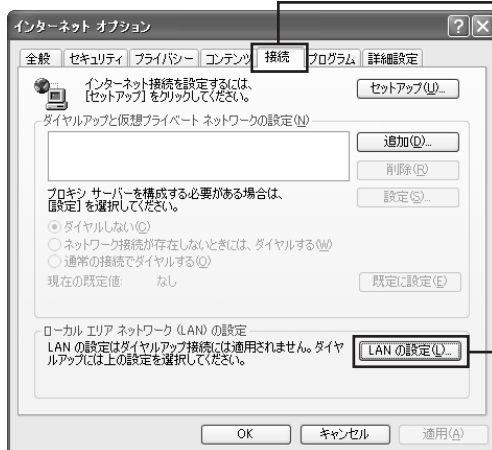 インターネット オプション
全般 セキュリティ プライバシー コンテンツ 接続 プログラム 詳細設定
インターネット接続を設定するには、
[セットアップ] をクリックしてください。
セットアップ(U)...
ダイヤルアップと仮想プライベート ネットワークの設定(N)
追加(D)...
削除(R)
プロキシ サーバーを構成する必要がある場合は、
[設定] を選択してください。
設定(S)...
ダイヤルしない(C)
ネットワーク接続が存在しないときには、ダイヤルする(W)
通常の接続でダイヤルする(O)
現在の既定値: なし
既定に設定(E)
ローカル エリア ネットワーク (LAN) の設定
LAN の設定はダイヤルアップ接続には適用されません。ダイヤ
ルアップには上の設定を選択してください。
LAN の設定(L)...
OK キャンセル 適用(A)